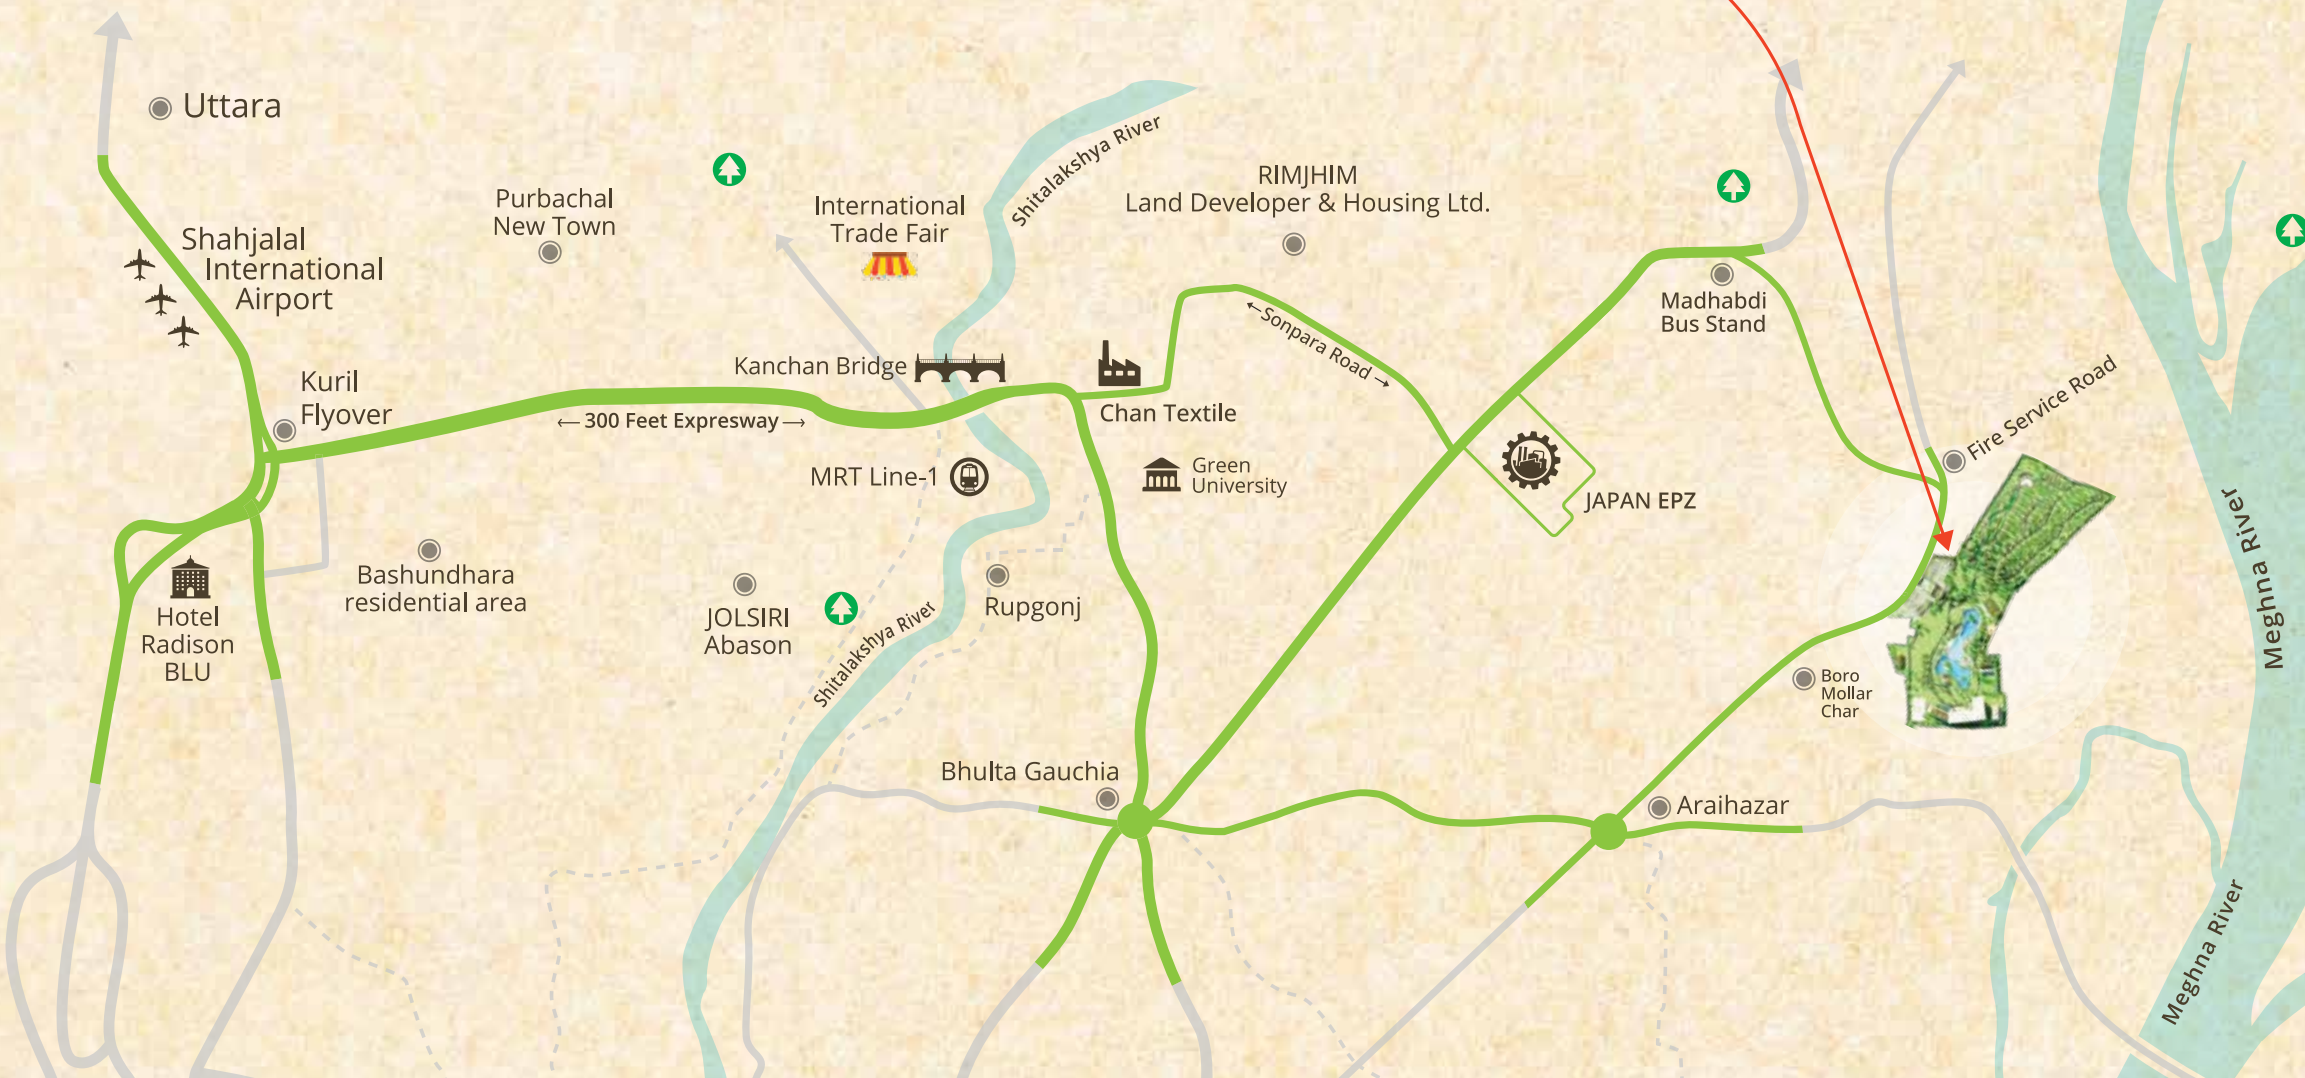 Uttara
Shahjalal
International
Airport
Purbachal
New Town
International
Trade Fair
Shitalakshya River
RIMJHIM
Land Developer & Housing Ltd.
Madhabdi
Bus Stand
Kuril
Flyover
Kanchan Bridge
←Sonpara Road →
← 300 Feet Expresway →
Chan Textile
Fire Service Road
MRT Line-1
Green
University
JAPAN EPZ
Meghna River
Bashundhara
residential area
Hotel
Radison
BLU
JOLSIRI
Abason
Shitalakshya River
Rupgonj
Boro
Mollar
Char
Bhulta Gauchia
Araihazar
Meghna River